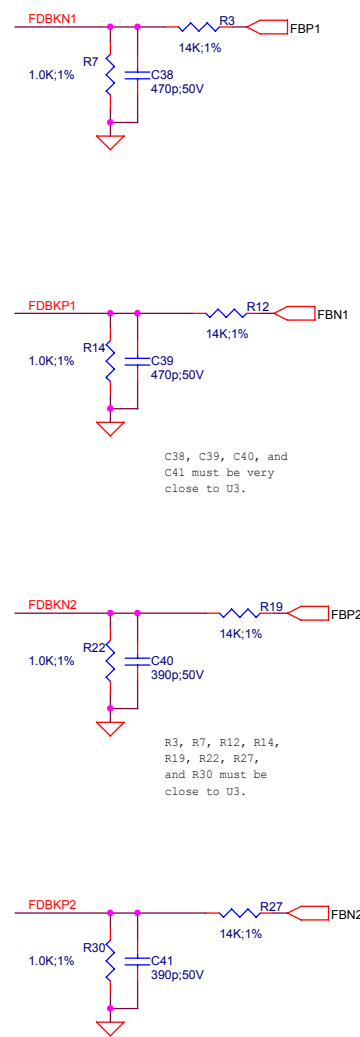 FDBKN1
R3
FBP1
14K;1%
R7
1.0K;1%
C38
470p;50V
FDBKP1
R12
FBN1
14K;1%
R14
1.0K;1%
C39
470p;50V
C38, C39, C40, and
C41 must be very
close to U3.
FDBKN2
R19
FBP2
14K;1%
R22
1.0K;1%
C40
390p;50V
R3, R7, R12, R14,
R19, R22, R27,
and R30 must be
close to U3.
FDBKP2
R27
FBN2
14K;1%
R30
1.0K;1%
C41
390p;50V